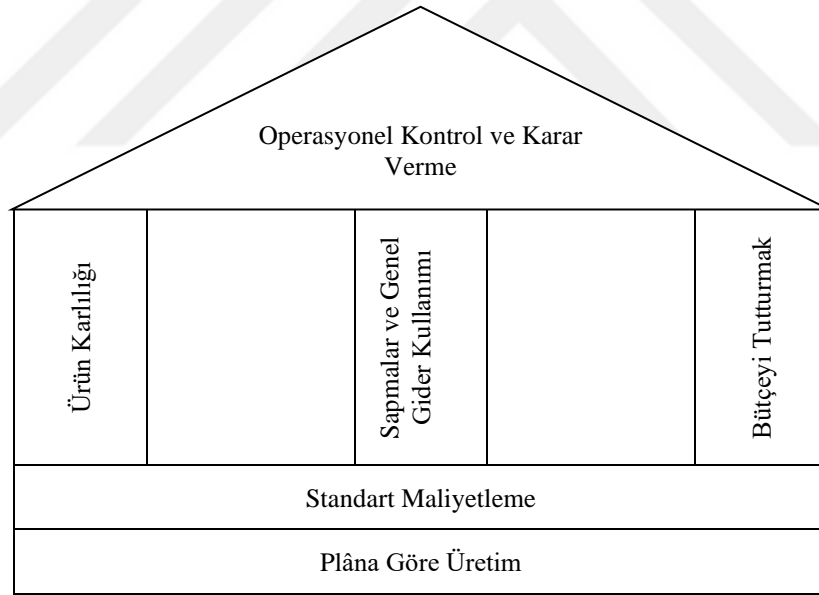 Operasyonel Kontrol ve Karar
Verme
Ürün Karlılığı
Sapmalar ve Genel
Gider Kullanımı
Bütçeyi Tutturmak
Standart Maliyetleme
Plâna Göre Üretim